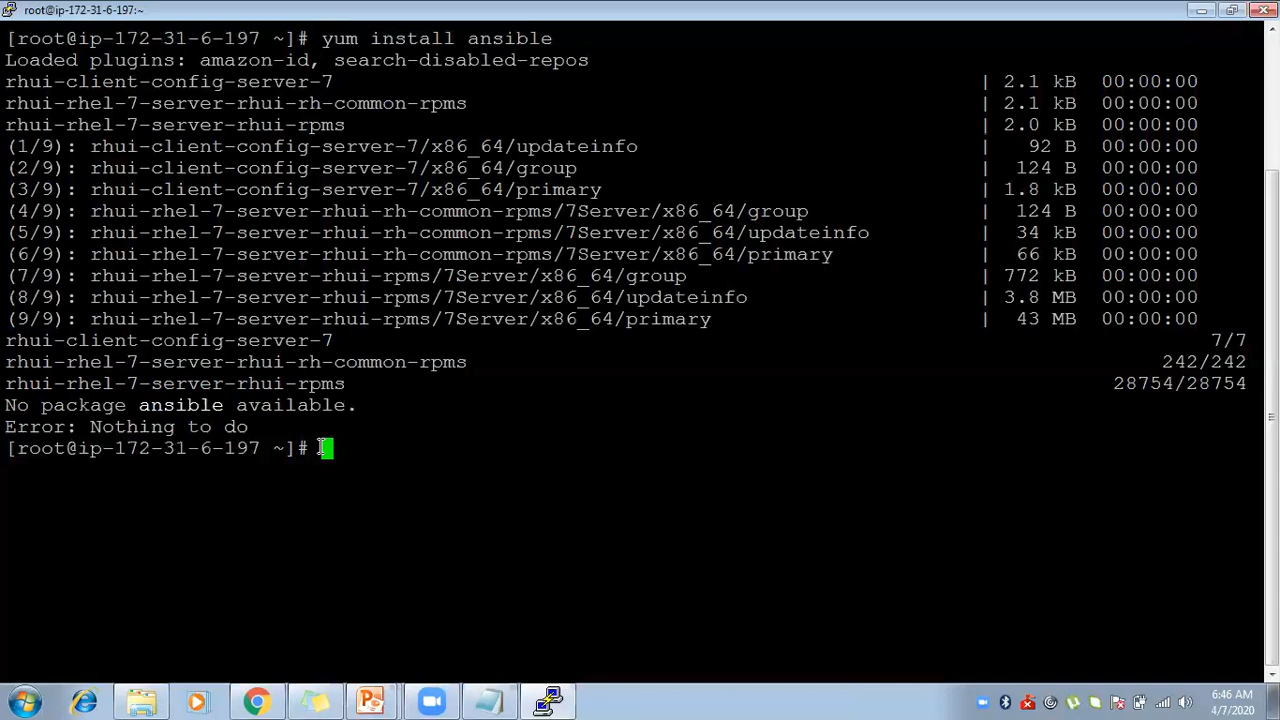 root@ip-172-31-6-197:~
[root@ip-172-31-6-197 ~]# yum install ansible
Loaded plugins: amazon-id, search-disabled-repos
rhui-client-config-server-7 | 2.1 kB 00:00:00
rhui-rhel-7-server-rhui-rh-common-rpms | 2.1 kB 00:00:00
rhui-rhel-7-server-rhui-rpms | 2.0 kB 00:00:00
(1/9): rhui-client-config-server-7/x86_64/updateinfo | 92 B 00:00:00
(2/9): rhui-client-config-server-7/x86_64/group | 124 B 00:00:00
(3/9): rhui-client-config-server-7/x86_64/primary | 1.8 kB 00:00:00
(4/9): rhui-rhel-7-server-rhui-rh-common-rpms/7Server/x86_64/group | 124 B 00:00:00
(5/9): rhui-rhel-7-server-rhui-rh-common-rpms/7Server/x86_64/updateinfo | 34 kB 00:00:00
(6/9): rhui-rhel-7-server-rhui-rh-common-rpms/7Server/x86_64/primary | 66 kB 00:00:00
(7/9): rhui-rhel-7-server-rhui-rpms/7Server/x86_64/group | 772 kB 00:00:00
(8/9): rhui-rhel-7-server-rhui-rpms/7Server/x86_64/updateinfo | 3.8 MB 00:00:00
(9/9): rhui-rhel-7-server-rhui-rpms/7Server/x86_64/primary | 43 MB 00:00:00
rhui-client-config-server-7 7/7
rhui-rhel-7-server-rhui-rh-common-rpms 242/242
rhui-rhel-7-server-rhui-rpms 28754/28754
No package ansible available.
Error: Nothing to do
[root@ip-172-31-6-197 ~]#
6:46 AM
4/7/2020